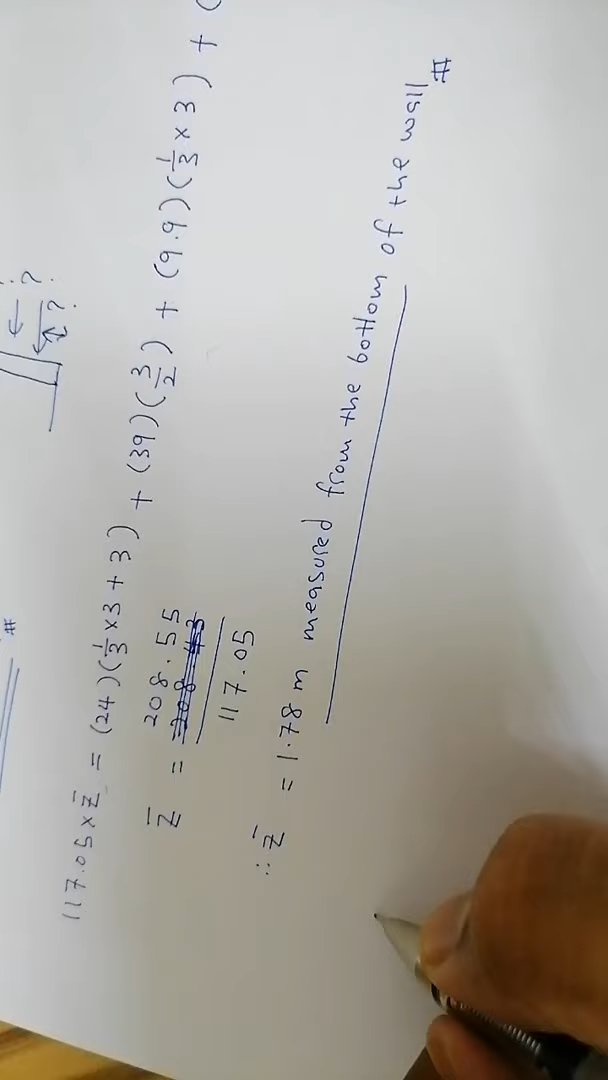 ? ?
#
117.05 × z̄ = (24)(1/3 × 3 + 3) + (39)(3/2) + (9.9)(1/3 × 3) + (
z̄ = 208.55
117.05
∴ z̄ = 1.78 m measured from the bottom of the wall #